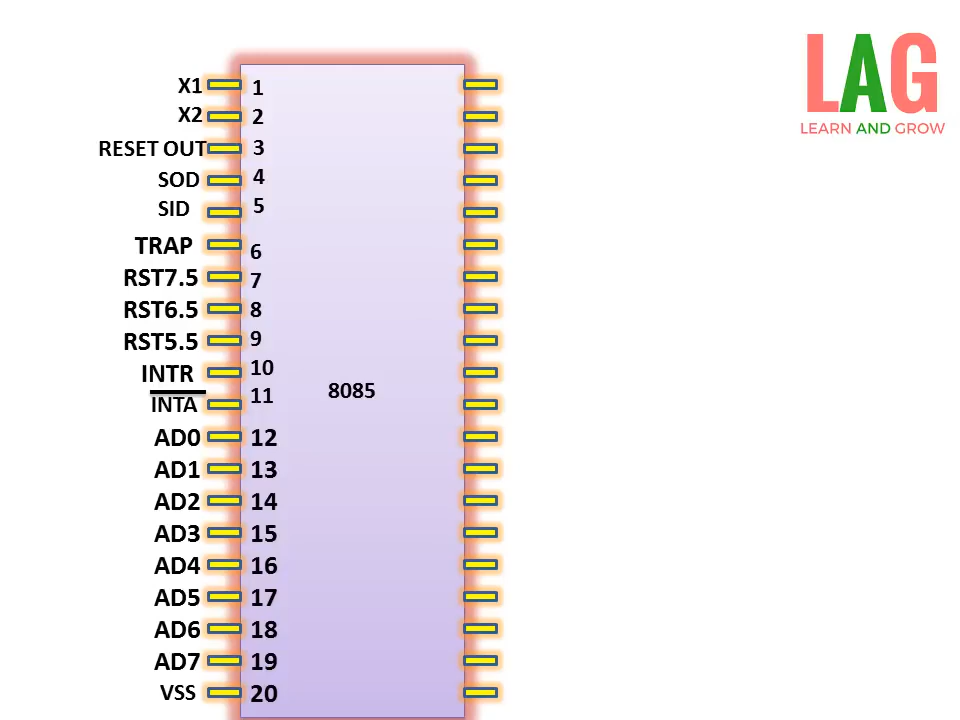 LAG
LEARN AND GROW
X1 1
X2 2
RESET OUT 3
SOD 4
SID 5
TRAP 6
RST7.5 7
RST6.5 8
RST5.5 9
INTR 10
8085
INTA 11
AD0 12
AD1 13
AD2 14
AD3 15
AD4 16
AD5 17
AD6 18
AD7 19
VSS 20